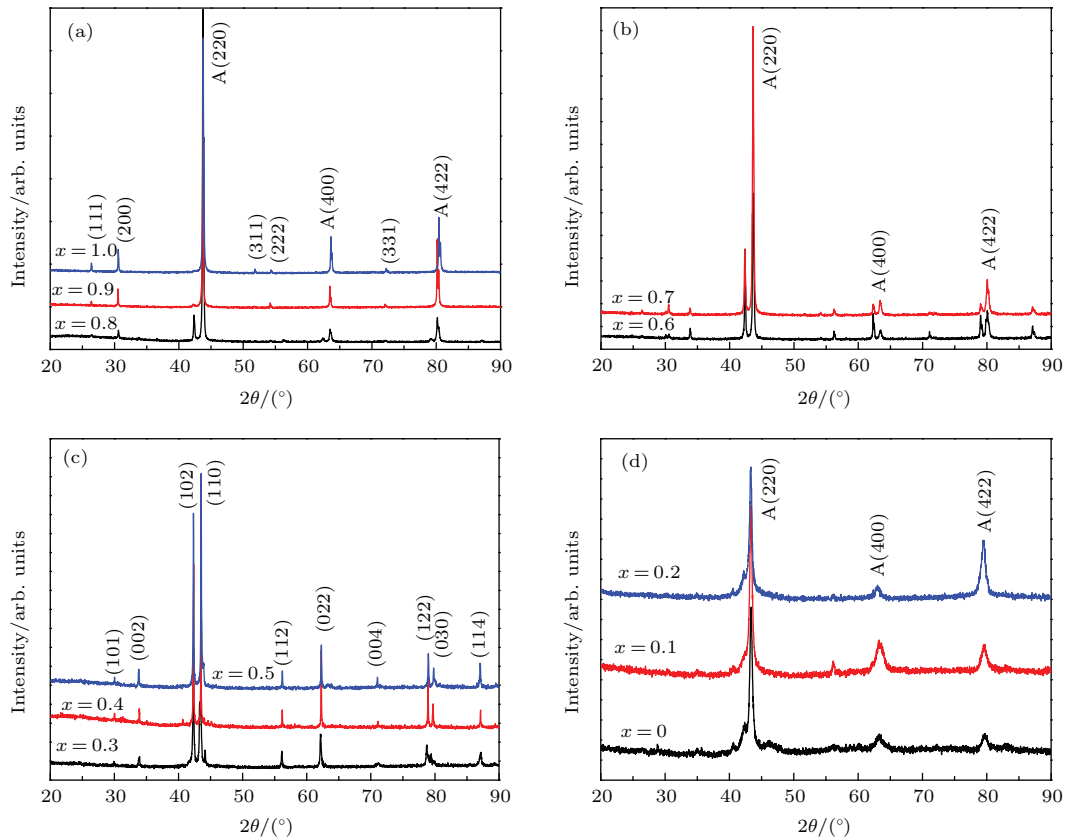 (a)
A(220)
(111)
(200)
(311)
(222)
A(400)
(331)
A(422)
x=1.0
x=0.9
x=0.8
Intensity/arb. units
20 30 40 50 60 70 80 90
2θ/(°)
(b)
A(220)
A(400)
A(422)
x=0.7
x=0.6
Intensity/arb. units
20 30 40 50 60 70 80 90
2θ/(°)
(c)
(101)
(002)
(102)
(110)
(112)
(022)
(004)
(122)
(030)
(114)
x=0.5
x=0.4
x=0.3
Intensity/arb. units
20 30 40 50 60 70 80 90
2θ/(°)
(d)
A(220)
A(400)
A(422)
x=0.2
x=0.1
x=0
Intensity/arb. units
20 30 40 50 60 70 80 90
2θ/(°)